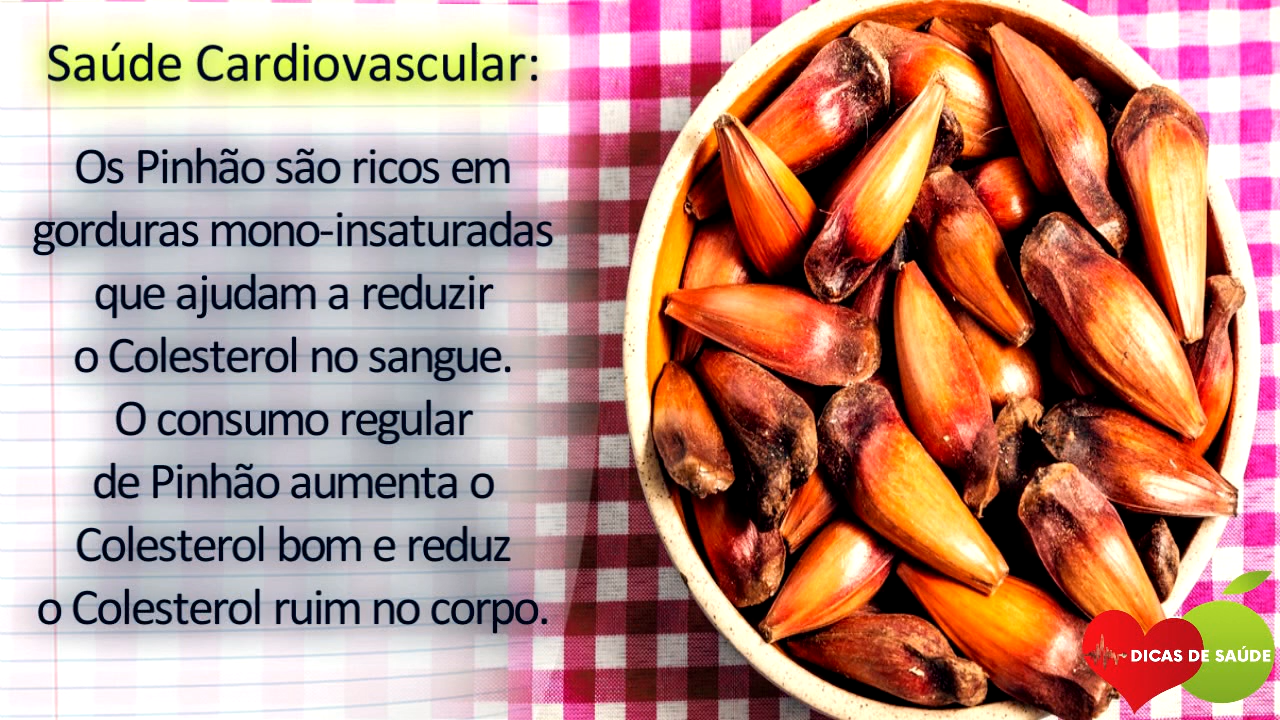 Saúde Cardiovascular:
Os Pinhão são ricos em
gorduras mono-insaturadas
que ajudam a reduzir
o Colesterol no sangue.
O consumo regular
de Pinhão aumenta o
Colesterol bom e reduz
o Colesterol ruim no corpo.
DICAS DE SAÚDE